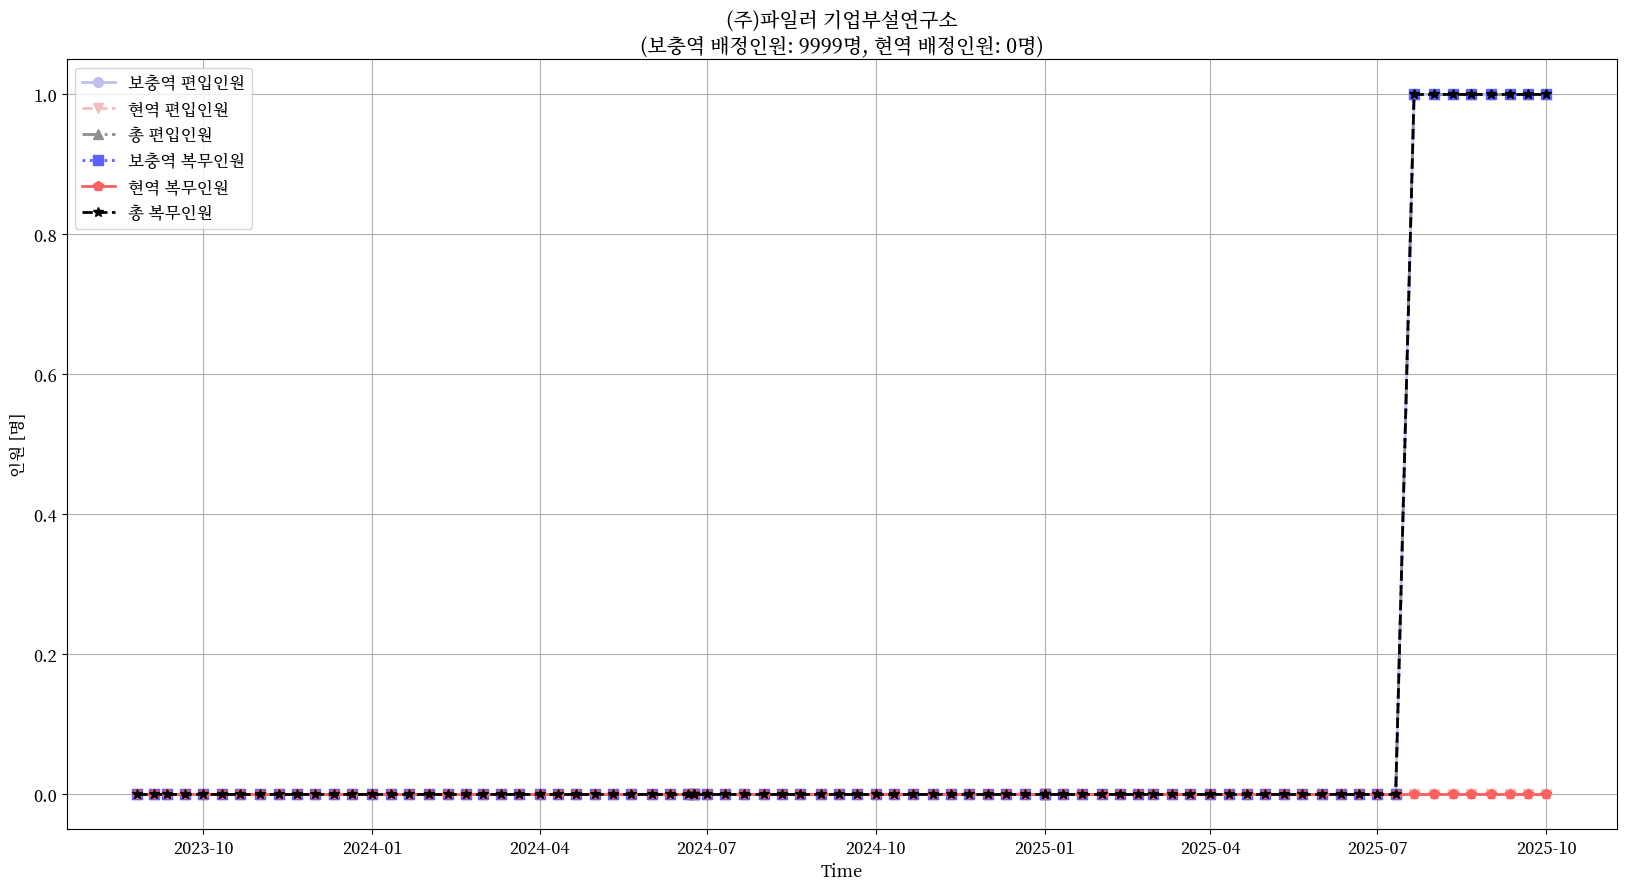 (주)파일러 기업부설연구소
(보충역 배정인원: 9999명, 현역 배정인원: 0명)
보충역 편입인원
현역 편입인원
총 편입인원
보충역 복무인원
현역 복무인원
총 복무인원
1.0
0.8
0.6
0.4
0.2
0.0
인원 [명]
2023-10
2024-01
2024-04
2024-07
2024-10
2025-01
2025-04
2025-07
2025-10
Time